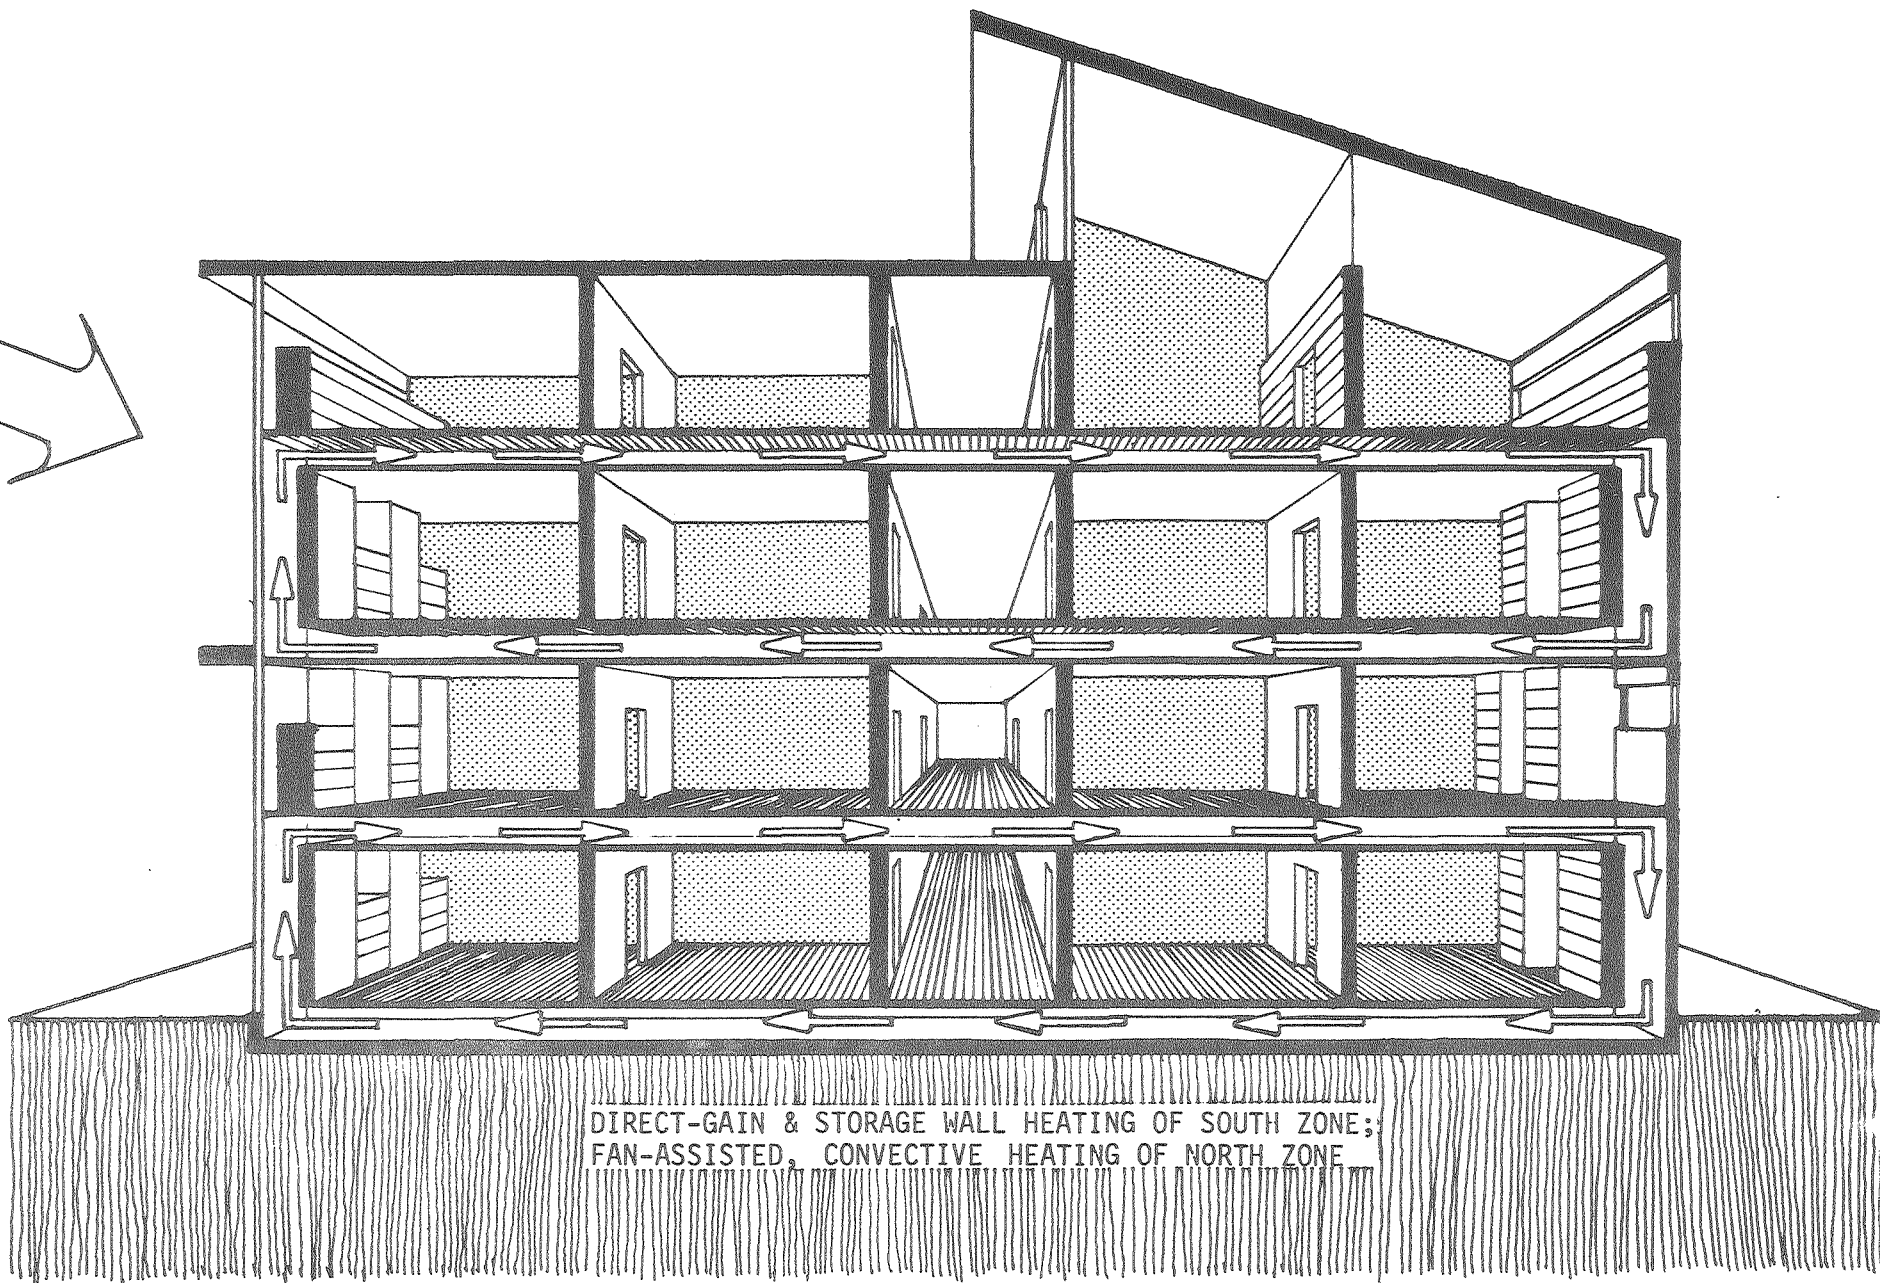 DIRECT-GAIN & STORAGE WALL HEATING OF SOUTH ZONE;
FAN-ASSISTED, CONVECTIVE HEATING OF NORTH ZONE